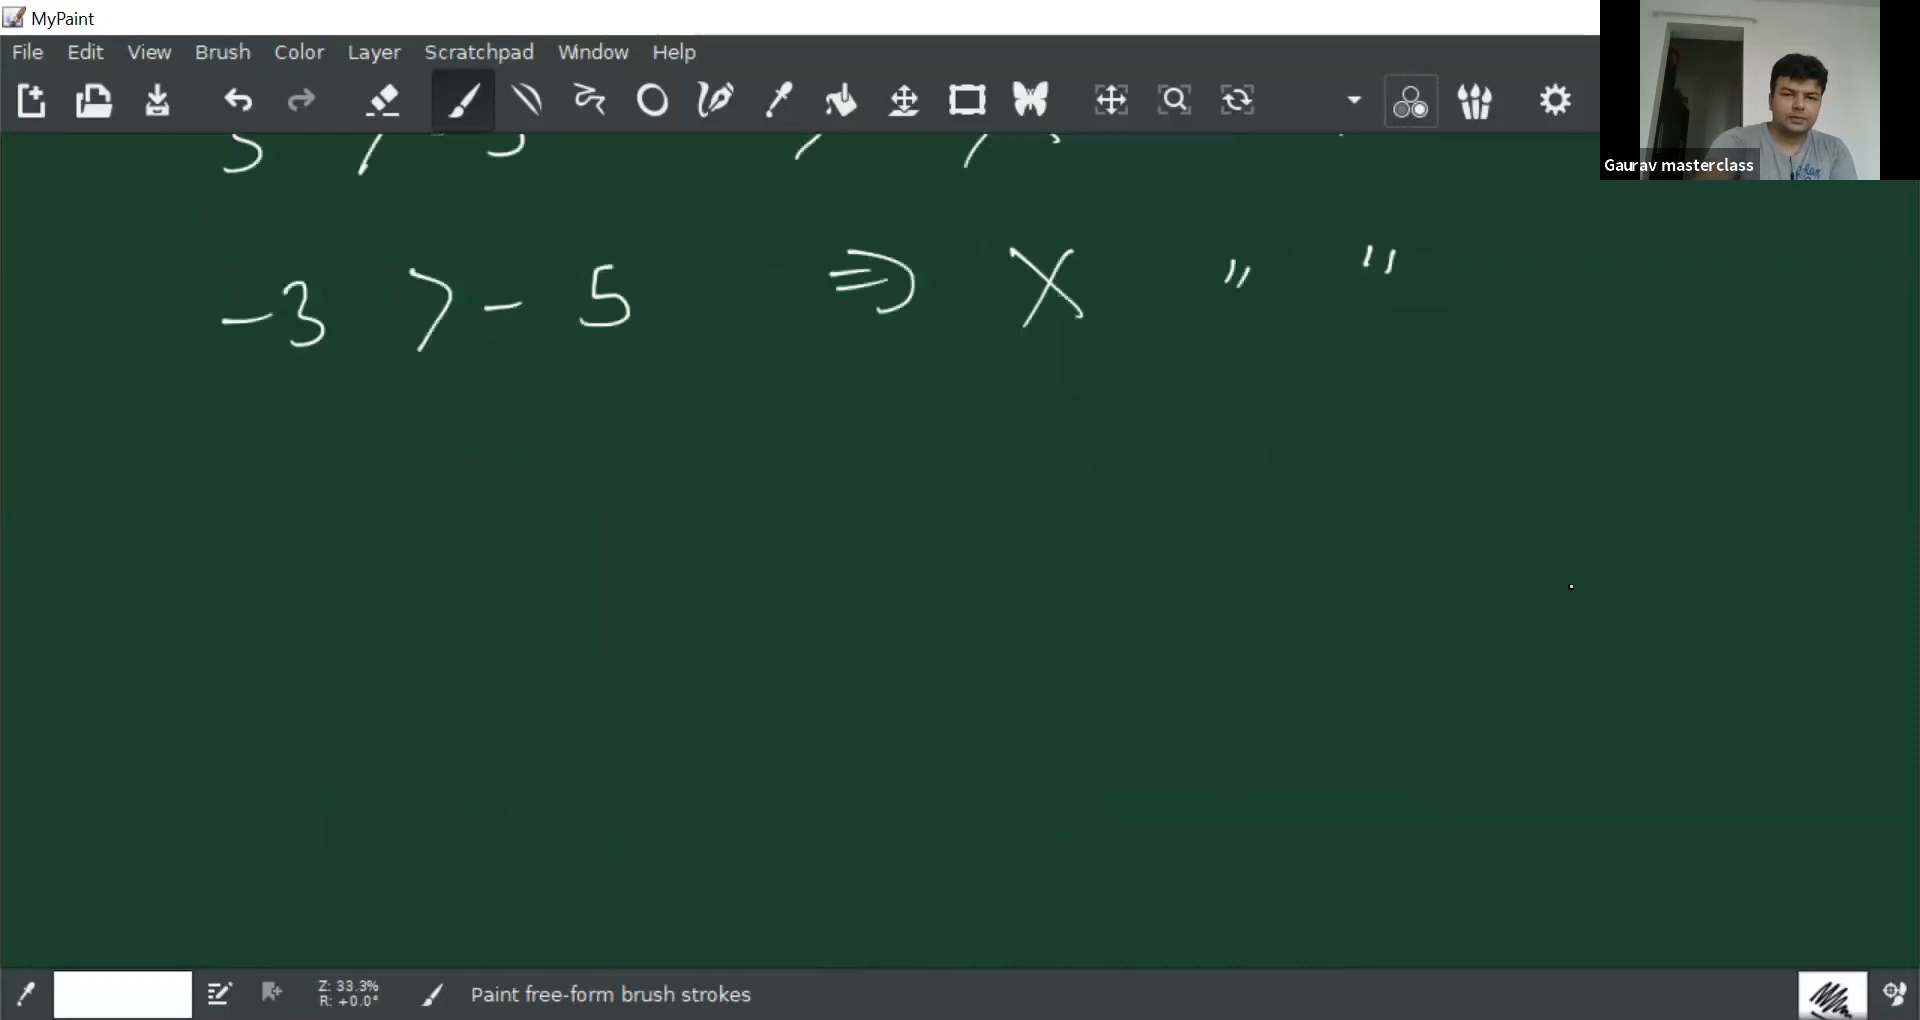 MyPaint
File Edit View Brush Color Layer Scratchpad Window Help
Gaurav masterclass
-3 > - 5 ⇒ X " "
Z: 33.3%
R: +0.0°
Paint free-form brush strokes